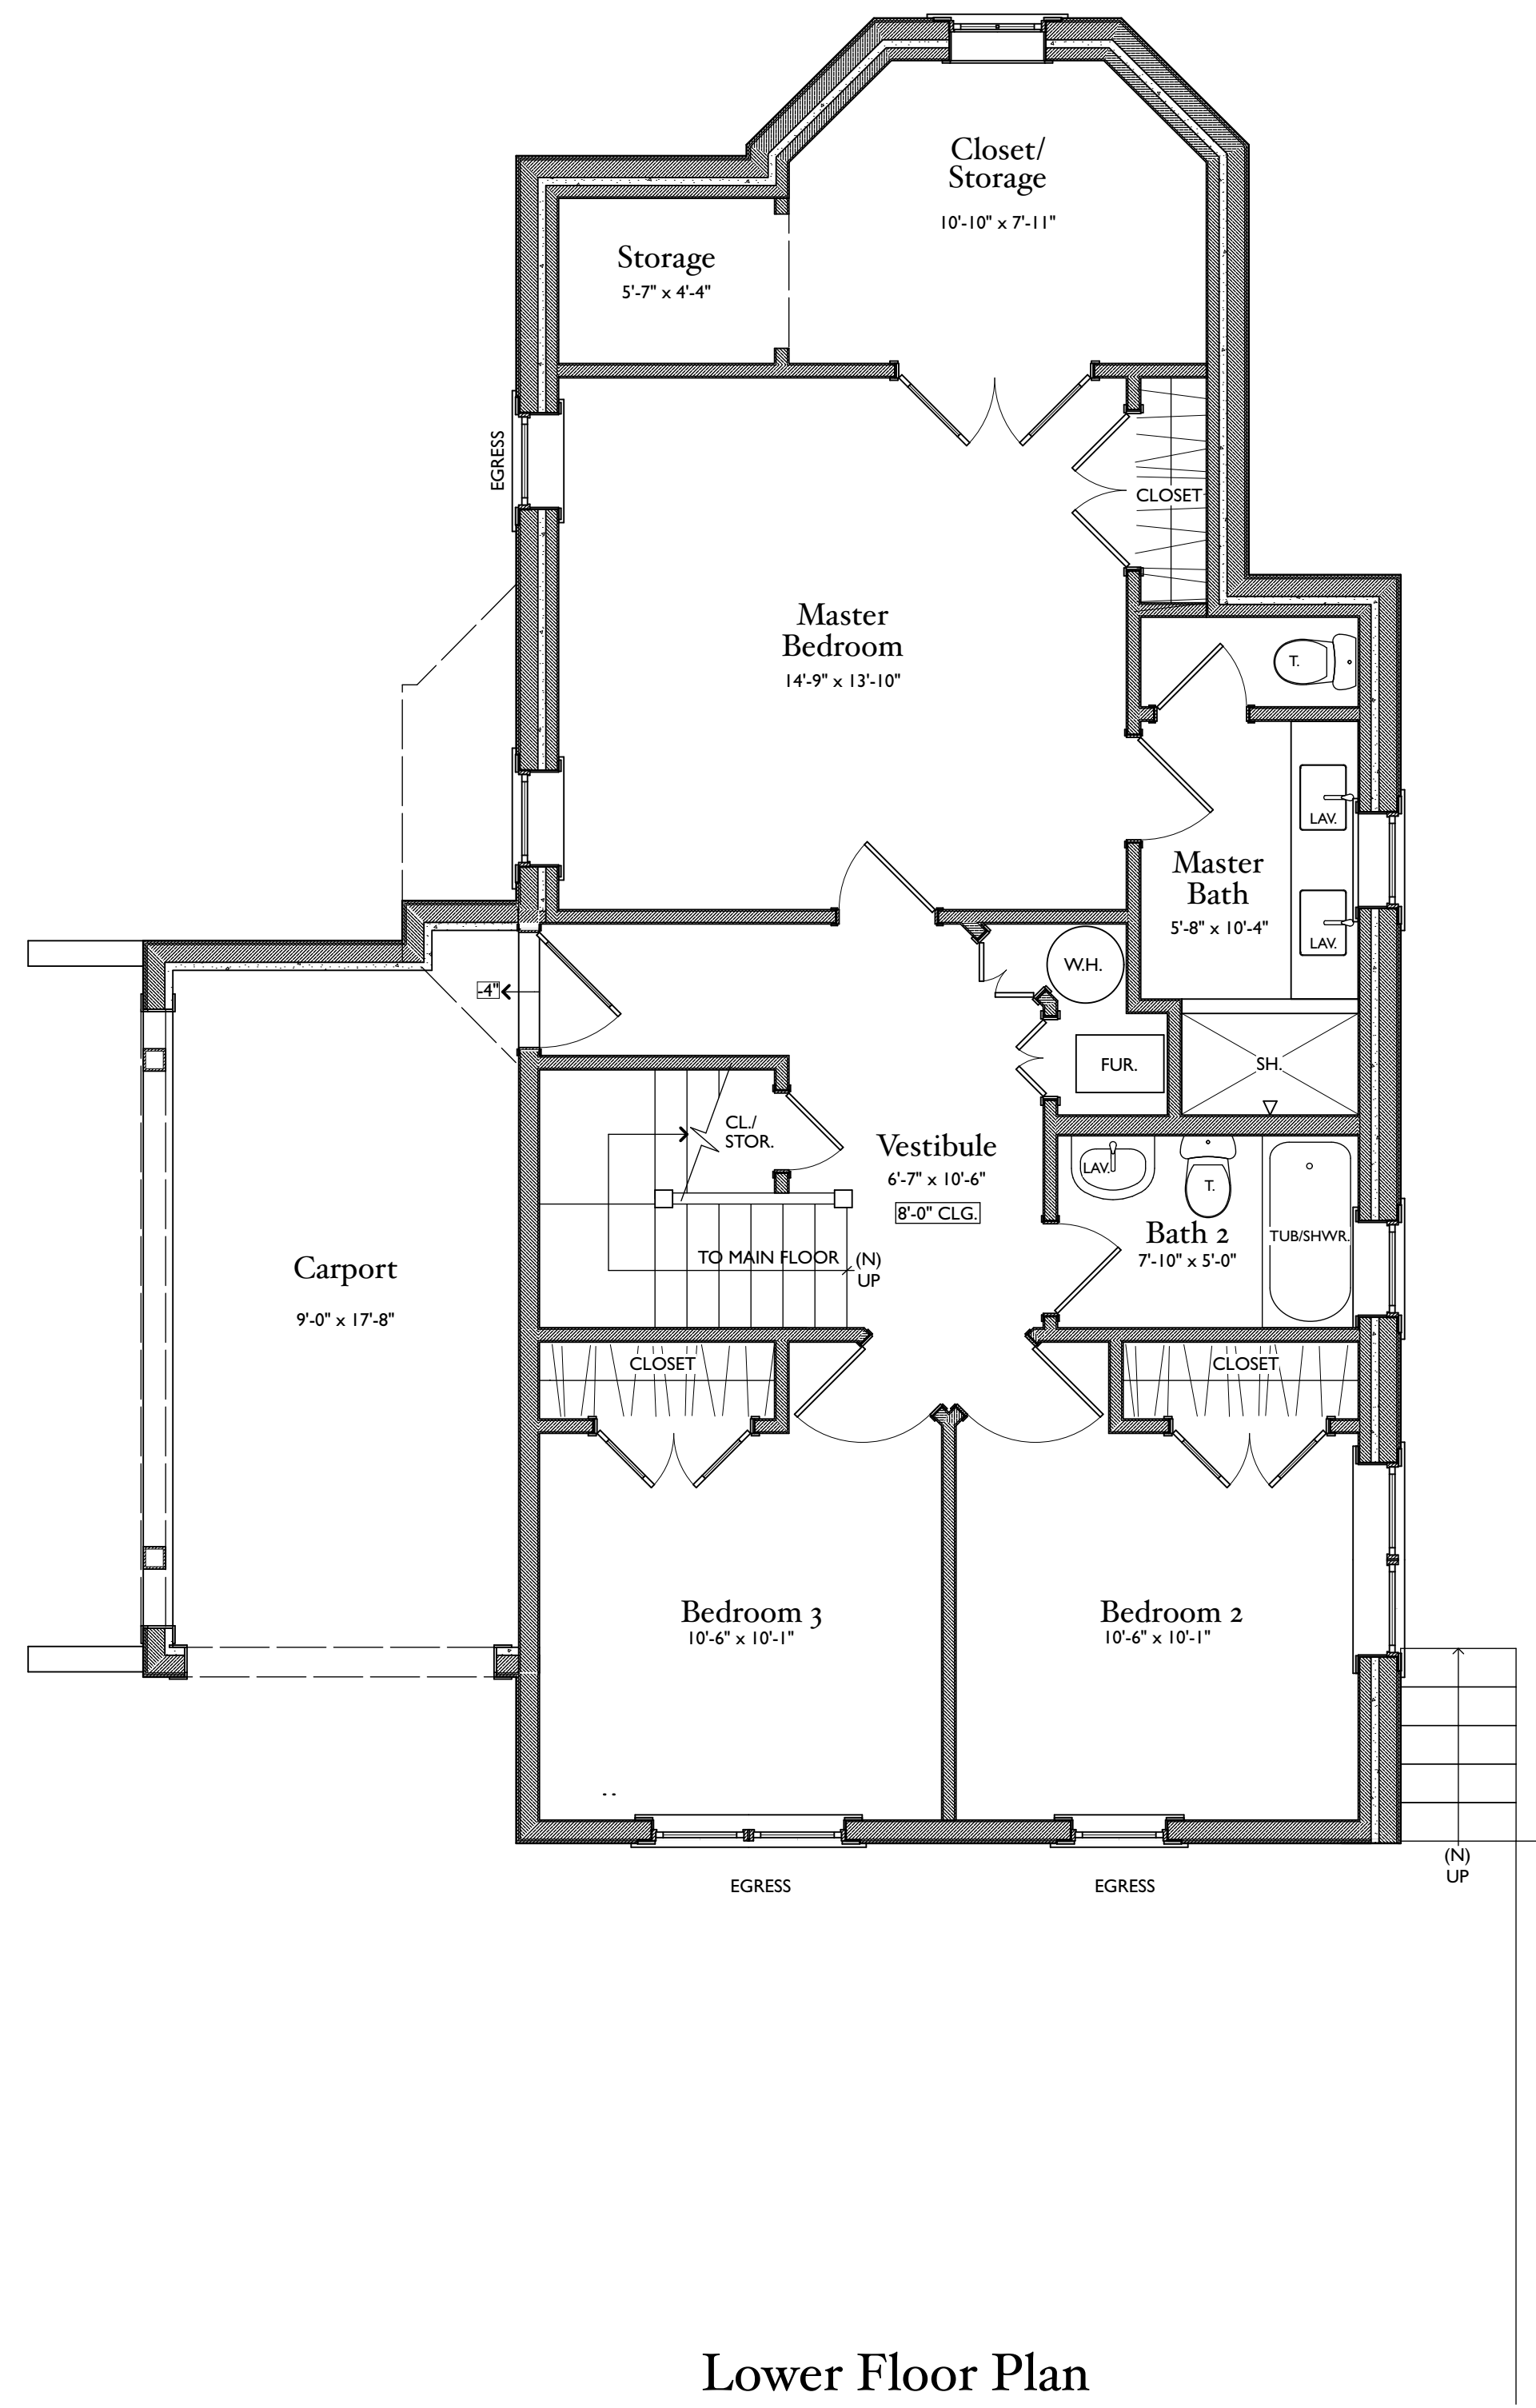 Closet/
Storage
10'-10" x 7'-11"
Storage
5'-7" x 4'-4"
EGRESS
CLOSET
Master
Bedroom
14'-9" x 13'-10"
T.
LAV.
Master
Bath
5'-8" x 10'-4"
LAV.
W.H.
-4"
FUR.
SH.
CL./
STOR.
Vestibule
6'-7" x 10'-6"
8'-0" CLG.
LAV.
T.
Bath 2
7'-10" x 5'-0"
TUB/SHWR.
TO MAIN FLOOR
(N)
UP
Carport
9'-0" x 17'-8"
CLOSET
CLOSET
Bedroom 3
10'-6" x 10'-1"
Bedroom 2
10'-6" x 10'-1"
(N)
UP
EGRESS
EGRESS
Lower Floor Plan